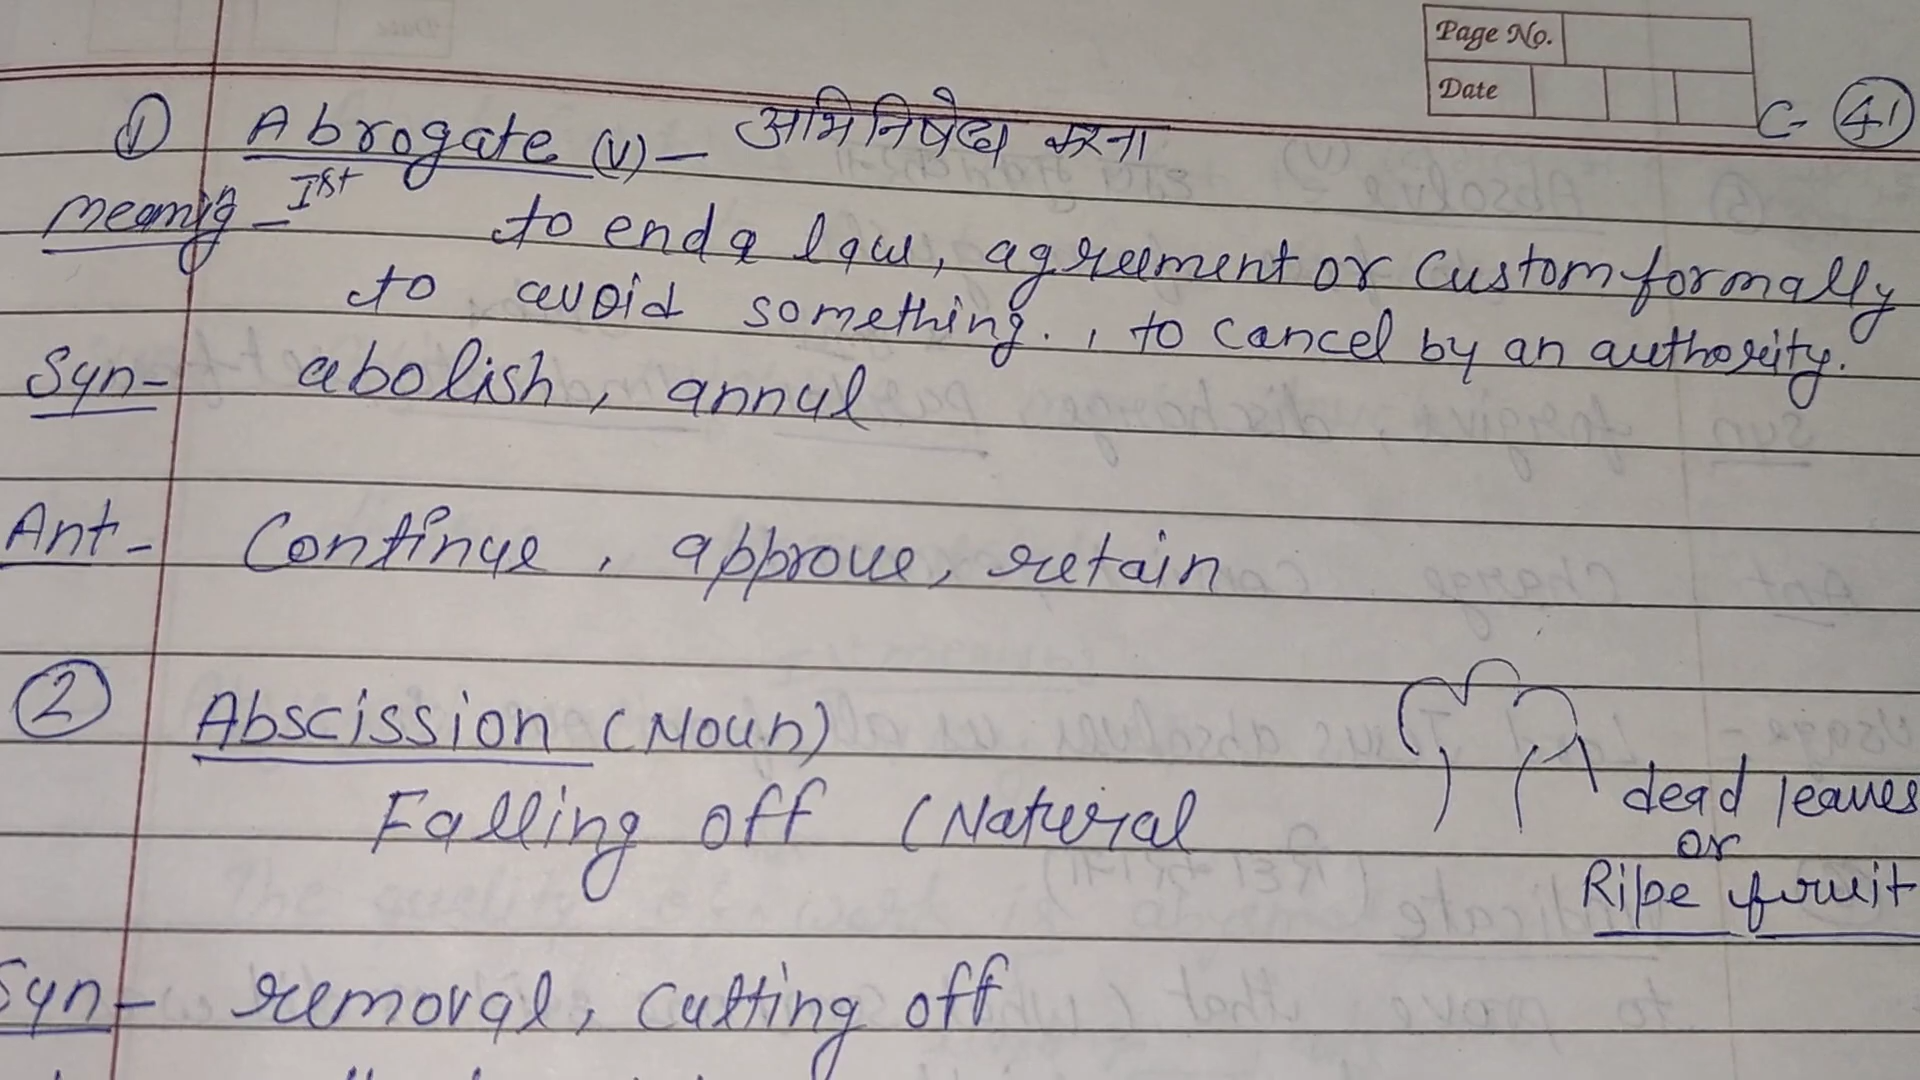 Page No.
Date
C- 41
1 Abrogate (v) – अभिनिषेध करना
Meaning – Ist to end a law, agreement or Custom formally
to avoid something. , to cancel by an authority.
Syn- abolish, annul
Ant- Continue, approve, retain
2 Abscission (Noun)
Falling off (Natural
dead leaves
or
Ripe fruit
Syn- removal, cutting off